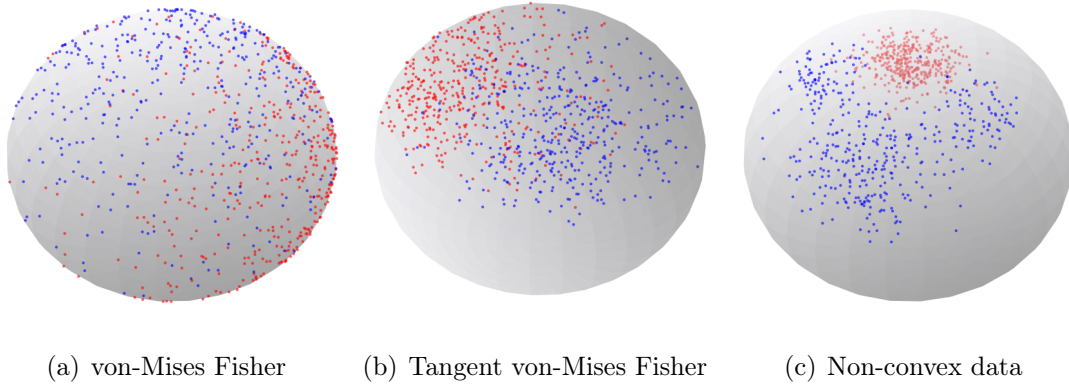 (a) von-Mises Fisher
(b) Tangent von-Mises Fisher
(c) Non-convex data